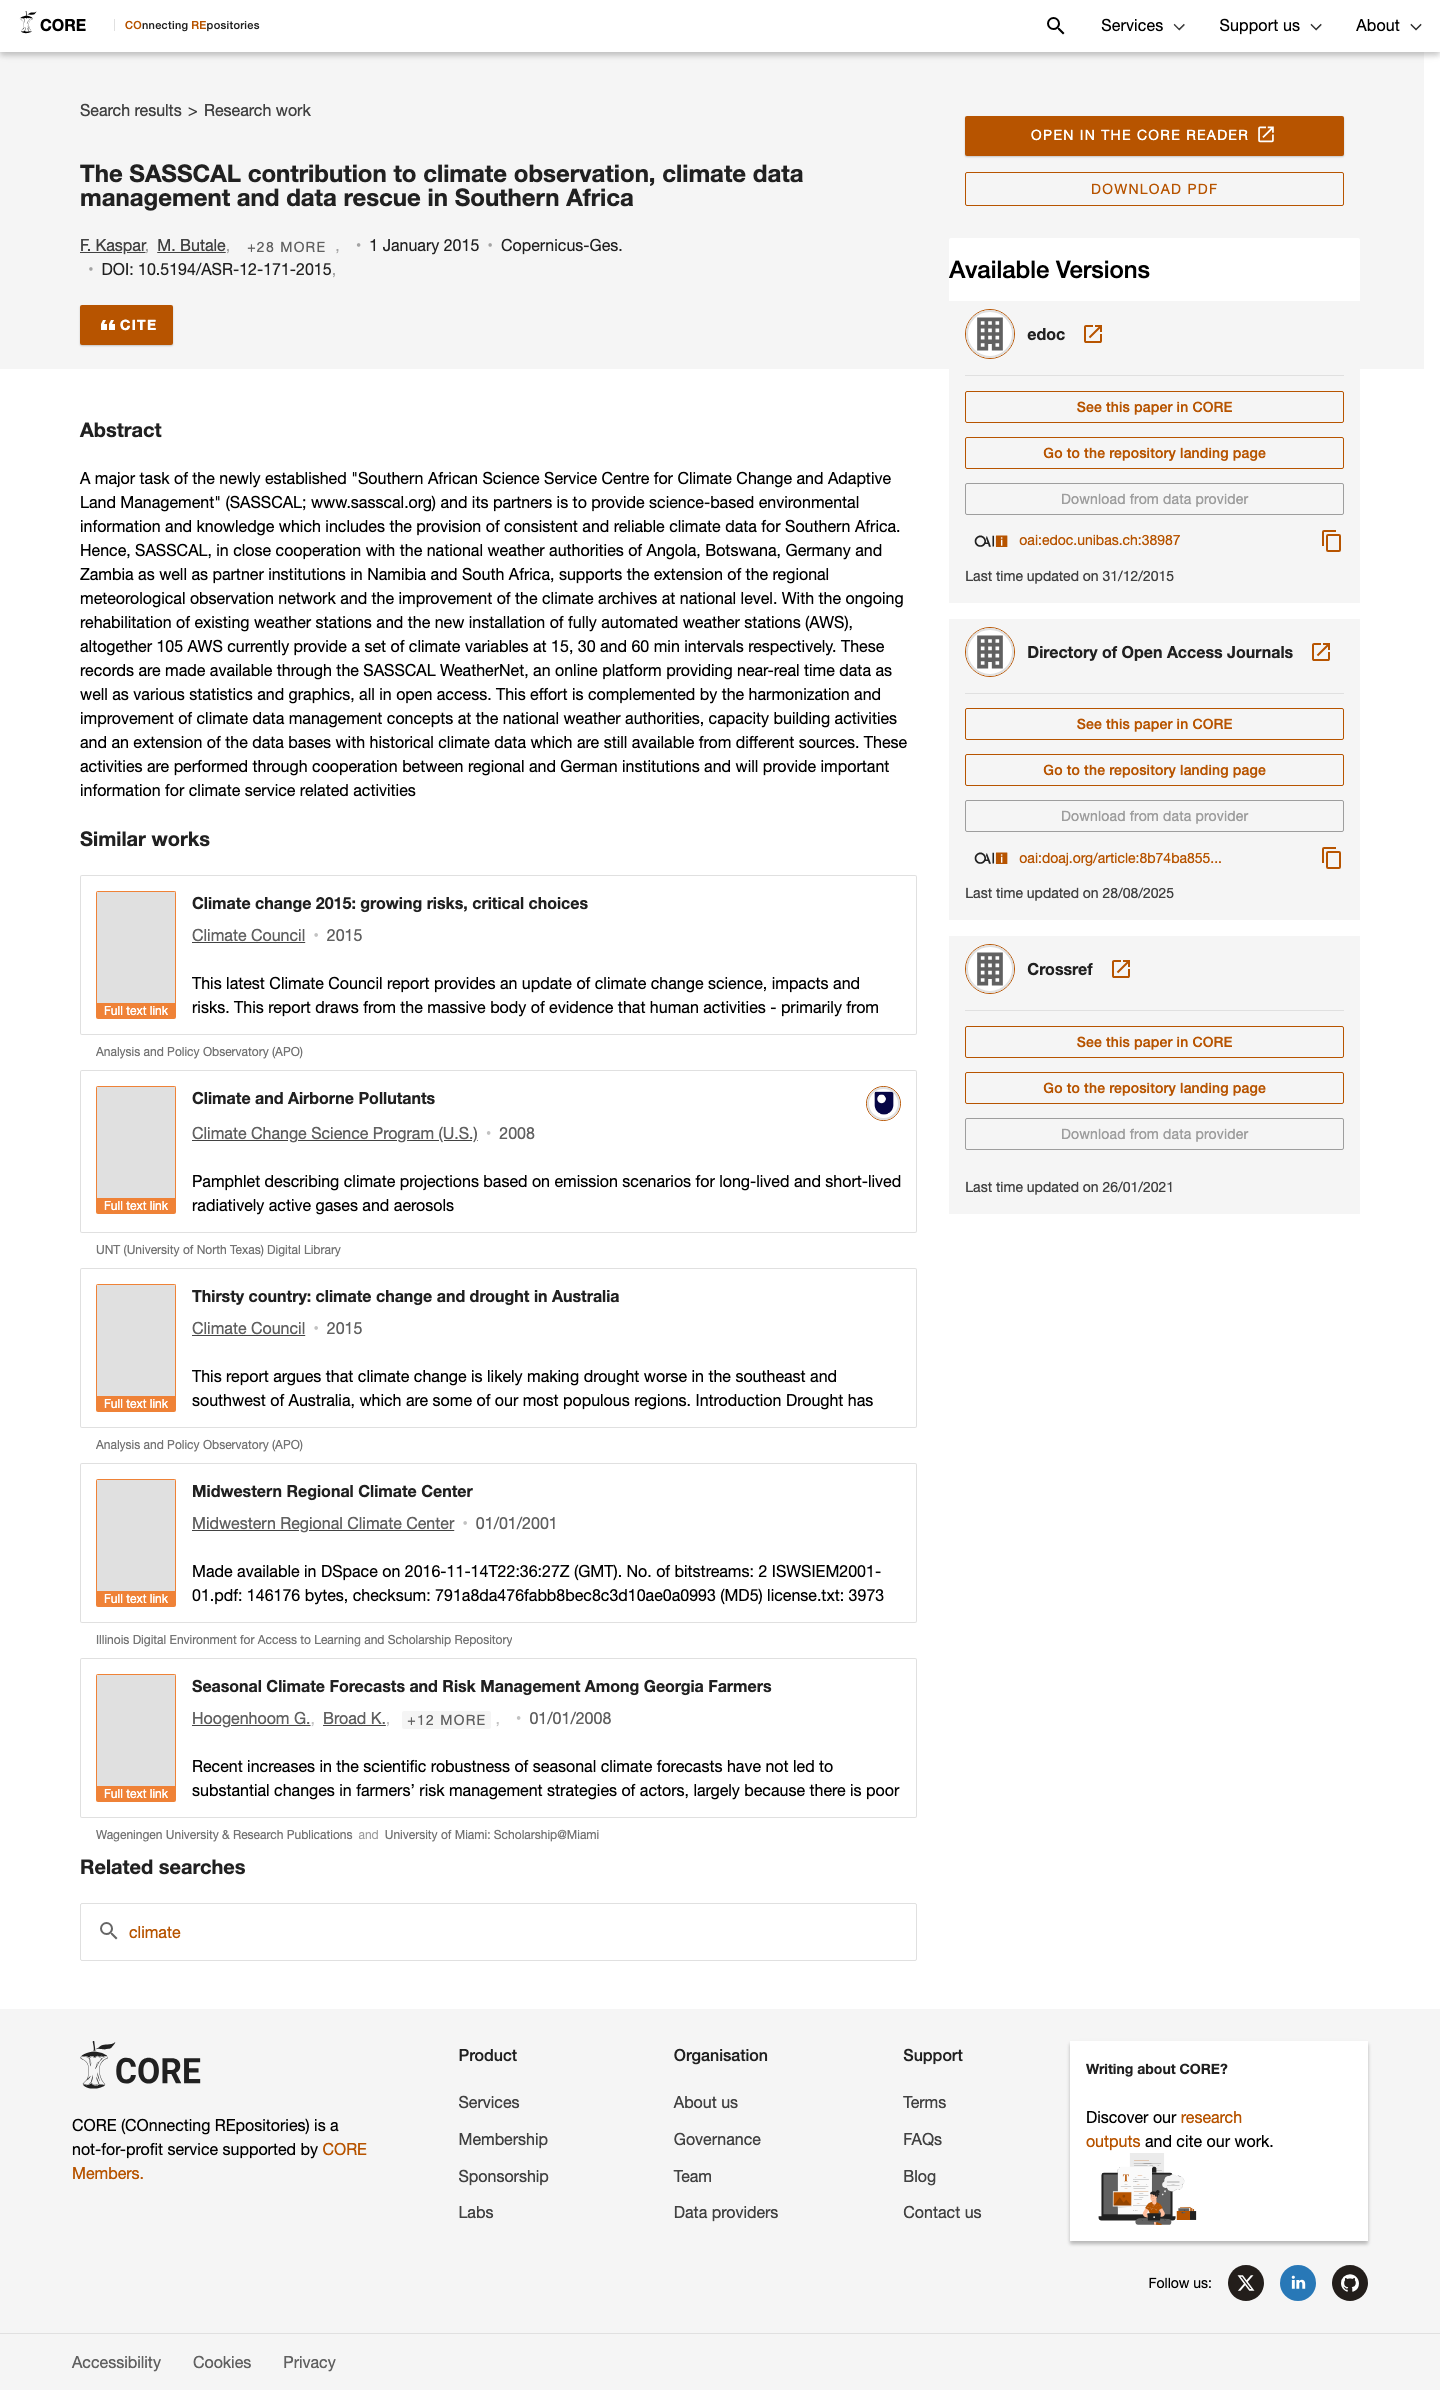 CORE
COnnecting REpositories
Services
Support us
About
Search results > Research work
The SASSCAL contribution to climate observation, climate data
management and data rescue in Southern Africa
F. Kaspar, M. Butale, +28 MORE , • 1 January 2015 • Copernicus-Ges.
• DOI: 10.5194/ASR-12-171-2015,
CITE
OPEN IN THE CORE READER
DOWNLOAD PDF
Abstract
A major task of the newly established "Southern African Science Service Centre for Climate Change and Adaptive
Land Management" (SASSCAL; www.sasscal.org) and its partners is to provide science-based environmental
information and knowledge which includes the provision of consistent and reliable climate data for Southern Africa.
Hence, SASSCAL, in close cooperation with the national weather authorities of Angola, Botswana, Germany and
Zambia as well as partner institutions in Namibia and South Africa, supports the extension of the regional
meteorological observation network and the improvement of the climate archives at national level. With the ongoing
rehabilitation of existing weather stations and the new installation of fully automated weather stations (AWS),
altogether 105 AWS currently provide a set of climate variables at 15, 30 and 60 min intervals respectively. These
records are made available through the SASSCAL WeatherNet, an online platform providing near-real time data as
well as various statistics and graphics, all in open access. This effort is complemented by the harmonization and
improvement of climate data management concepts at the national weather authorities, capacity building activities
and an extension of the data bases with historical climate data which are still available from different sources. These
activities are performed through cooperation between regional and German institutions and will provide important
information for climate service related activities
Similar works
Climate change 2015: growing risks, critical choices
Climate Council • 2015
This latest Climate Council report provides an update of climate change science, impacts and
risks. This report draws from the massive body of evidence that human activities - primarily from
Full text link
Analysis and Policy Observatory (APO)
Climate and Airborne Pollutants
Climate Change Science Program (U.S.) • 2008
Pamphlet describing climate projections based on emission scenarios for long-lived and short-lived
radiatively active gases and aerosols
Full text link
UNT (University of North Texas) Digital Library
Thirsty country: climate change and drought in Australia
Climate Council • 2015
This report argues that climate change is likely making drought worse in the southeast and
southwest of Australia, which are some of our most populous regions. Introduction Drought has
Full text link
Analysis and Policy Observatory (APO)
Midwestern Regional Climate Center
Midwestern Regional Climate Center • 01/01/2001
Made available in DSpace on 2016-11-14T22:36:27Z (GMT). No. of bitstreams: 2 ISWSIEM2001-
01.pdf: 146176 bytes, checksum: 791a8da476fabb8bec8c3d10ae0a0993 (MD5) license.txt: 3973
Full text link
Illinois Digital Environment for Access to Learning and Scholarship Repository
Seasonal Climate Forecasts and Risk Management Among Georgia Farmers
Hoogenhoom G., Broad K., +12 MORE , • 01/01/2008
Recent increases in the scientific robustness of seasonal climate forecasts have not led to
substantial changes in farmers’ risk management strategies of actors, largely because there is poor
Full text link
Wageningen University & Research Publications and University of Miami: Scholarship@Miami
Related searches
climate
Available Versions
edoc
See this paper in CORE
Go to the repository landing page
Download from data provider
OAI oai:edoc.unibas.ch:38987
Last time updated on 31/12/2015
Directory of Open Access Journals
See this paper in CORE
Go to the repository landing page
Download from data provider
OAI oai:doaj.org/article:8b74ba855...
Last time updated on 28/08/2025
Crossref
See this paper in CORE
Go to the repository landing page
Download from data provider
Last time updated on 26/01/2021
CORE
CORE (COnnecting REpositories) is a
not-for-profit service supported by CORE
Members.
Product
Services
Membership
Sponsorship
Labs
Organisation
About us
Governance
Team
Data providers
Support
Terms
FAQs
Blog
Contact us
Writing about CORE?
Discover our research
outputs and cite our work.
T
Follow us:
in
Accessibility
Cookies
Privacy